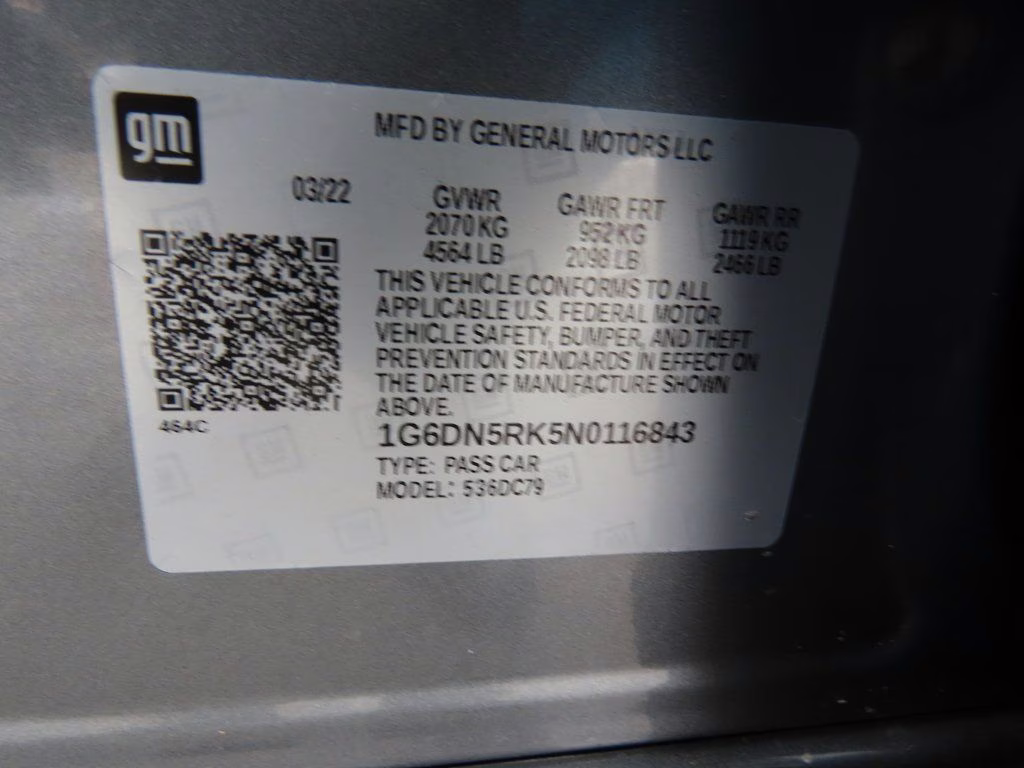 gm
MFD BY GENERAL MOTORS LLC
03/22 GVWR GAWR FRT GAWR RR
2070 KG 952 KG 1119 KG
4564 LB 2098 LB 2466 LB
THIS VEHICLE CONFORMS TO ALL
APPLICABLE U.S. FEDERAL MOTOR
VEHICLE SAFETY, BUMPER, AND THEFT
PREVENTION STANDARDS IN EFFECT ON
THE DATE OF MANUFACTURE SHOWN
ABOVE.
464C
1G6DN5RK5N0116843
TYPE: PASS CAR
MODEL: 536DC79